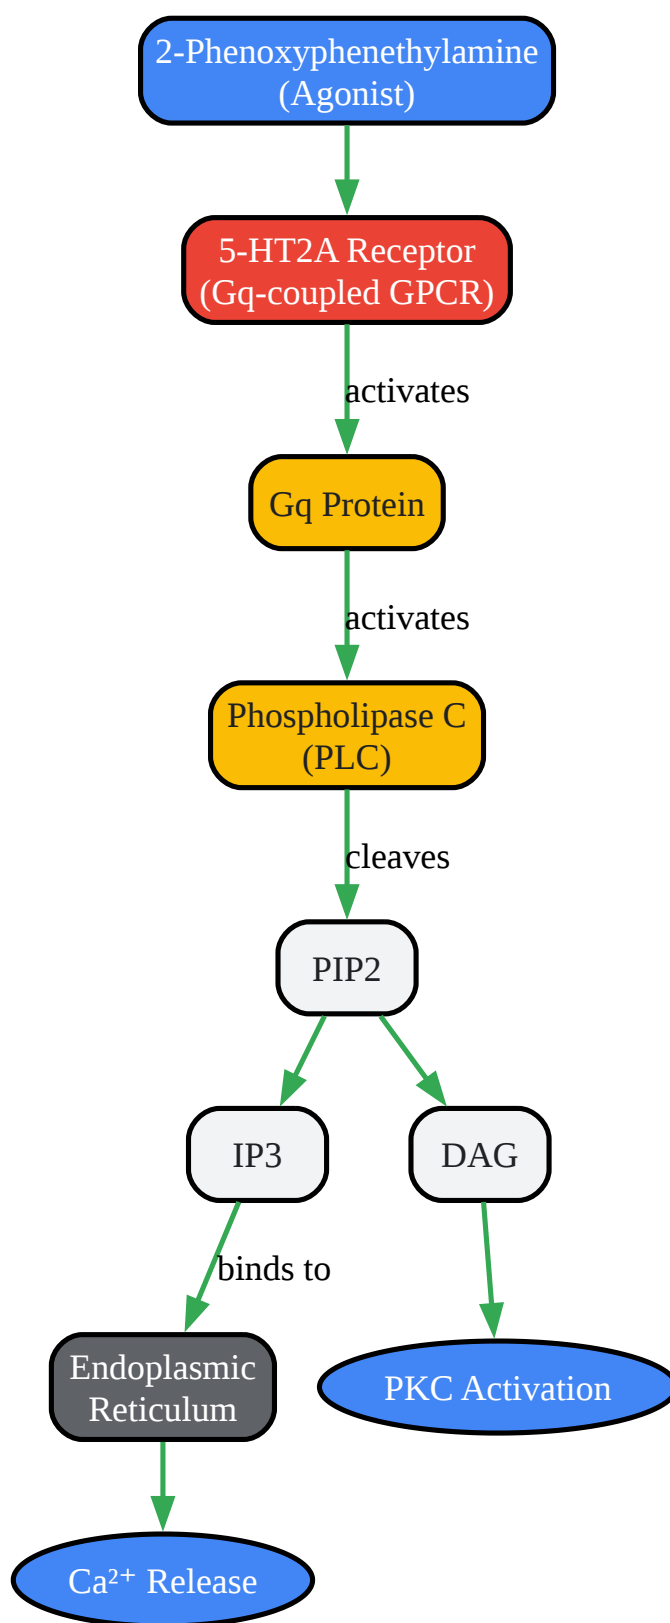 2-Phenoxyphenethylamine
(Agonist)
5-HT2A Receptor
(Gq-coupled GPCR)
activates
Gq Protein
activates
Phospholipase C
(PLC)
cleaves
PIP2
IP3
DAG
binds to
Endoplasmic
Reticulum
PKC Activation
Ca²⁺ Release